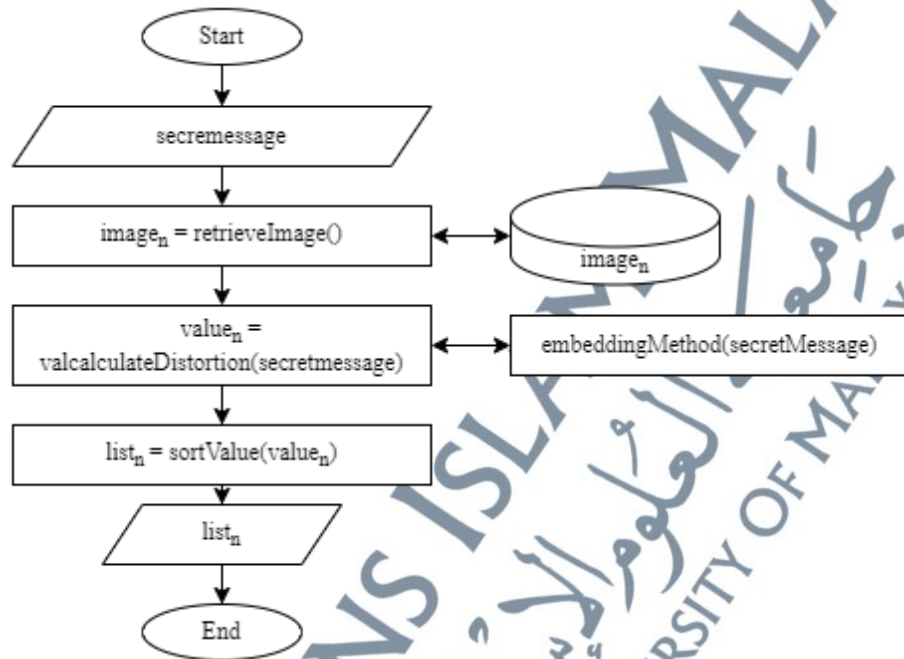 Start
secremessage
imageₙ = retrieveImage()
imageₙ
valueₙ =
valcalculateDistortion(secretmessage)
embeddingMethod(secretMessage)
listₙ = sortValue(valueₙ)
listₙ
End